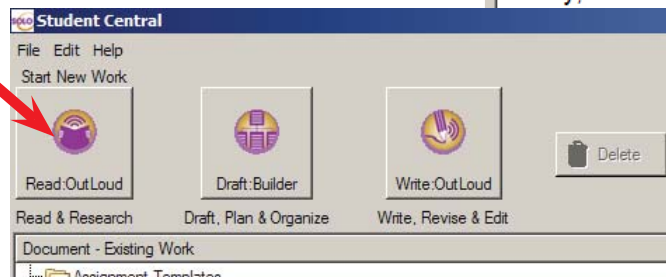 SOLO Student Central
File Edit Help
Start New Work
Read:OutLoud Draft:Builder Write:OutLoud Delete
Read & Research Draft, Plan & Organize Write, Revise & Edit
Document - Existing Work
Assignment Templates